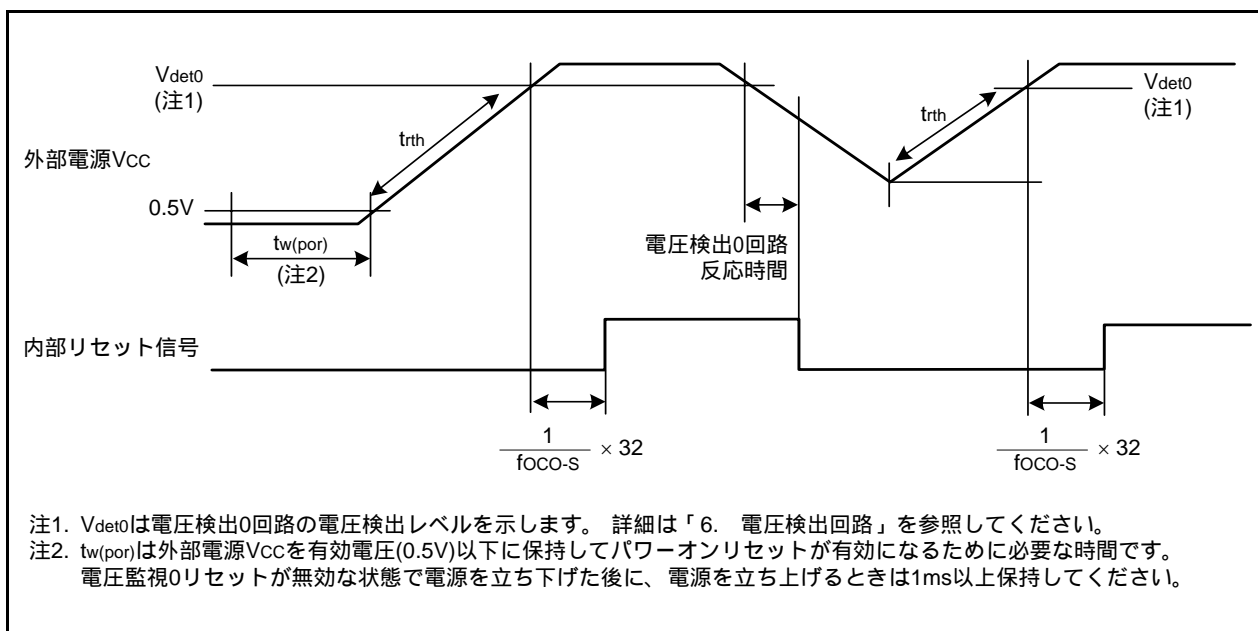 Vdet0
(注1)
trth
外部電源VCC
0.5V
tw(por)
(注2)
電圧検出0回路
反応時間
trth
Vdet0
(注1)
内部リセット信号
1
fOCO-S
× 32
1
fOCO-S
× 32
注1. Vdet0は電圧検出0回路の電圧検出レベルを示します。 詳細は「6. 電圧検出回路」を参照してください。
注2. tw(por)は外部電源VCCを有効電圧(0.5V)以下に保持してパワーオンリセットが有効になるために必要な時間です。
電圧監視0リセットが無効な状態で電源を立ち下げた後に、電源を立ち上げるときは1ms以上保持してください。